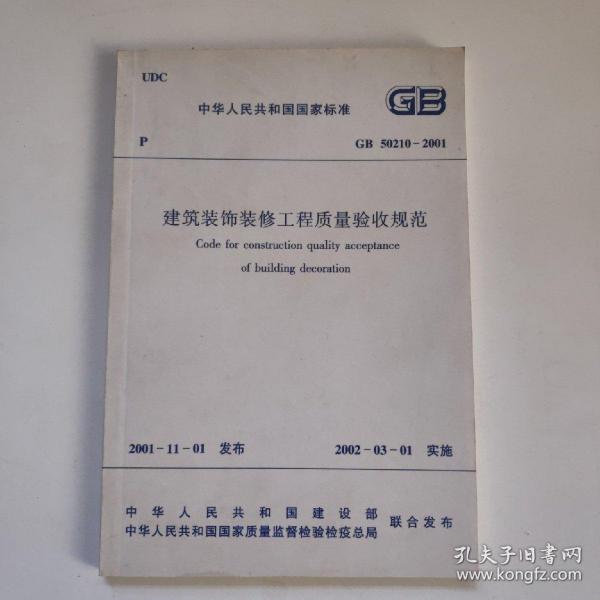 UDC
中华人民共和国国家标准
GB
P
GB 50210-2001
建筑装饰装修工程质量验收规范
Code for construction quality acceptance
of building decoration
2001-11-01 发布
2002-03-01 实施
中华人民共和国建设部
中华人民共和国国家质量监督检验检疫总局
联合发布
孔夫子旧书网
www.kongfz.com